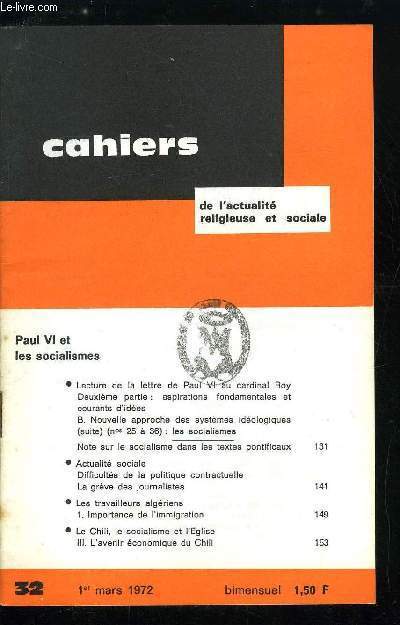 Le-livre.com
cahiers
de l'actualité
religieuse et sociale
Paul VI et
les socialismes
• Lecture de la lettre de Paul VI au cardinal Roy
Deuxième partie : aspirations fondamentales et
courants d'idées
B. Nouvelle approche des systèmes idéologiques
(suite) (nos 25 à 36) : les socialismes
Note sur le socialisme dans les textes pontificaux 131
• Actualité sociale
Difficultés de la politique contractuelle
La grève des journalistes 141
• Les travailleurs algériens
1. Importance de l'immigration 149
• Le Chili, le socialisme et l'Eglise
III. L'avenir économique du Chili 153
32 1er mars 1972 bimensuel 1,50 F